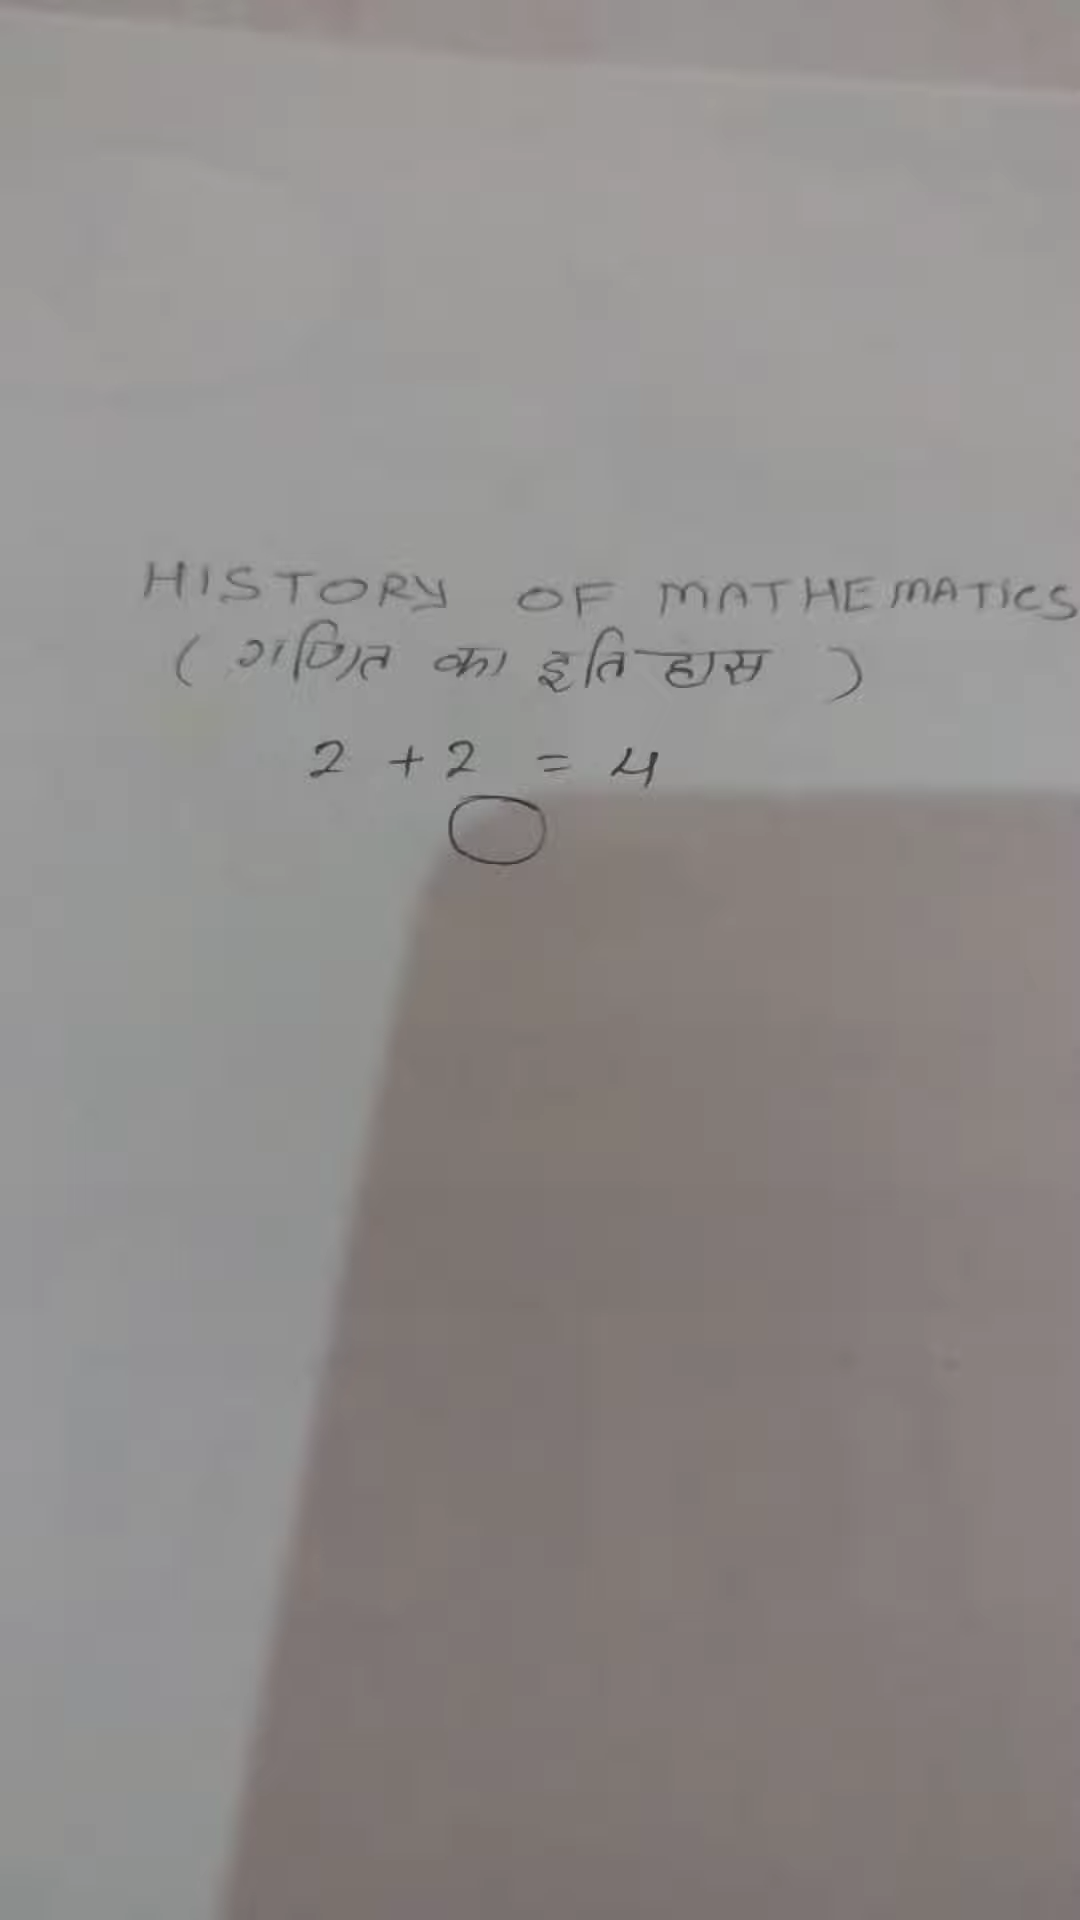 HISTORY OF MATHEMATICS
( गणित का इतिहास )
2 + 2 = 4